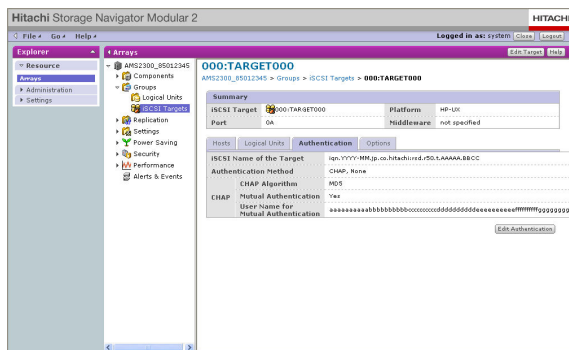 Hitachi Storage Navigator Modular 2
HITACHI
File Go Help
Logged in as: system Close Logout
Explorer
Resource
Arrays
Administration
Settings
Arrays
AMS2300_85012345
Components
Groups
Logical Units
iSCSI Targets
Replication
Settings
Power Saving
Security
Performance
Alerts & Events
Edit Target Help
000:TARGET000
AMS2300_85012345 > Groups > iSCSI Targets > 000:TARGET000
Summary
iSCSI Target 000:TARGET000 Platform HP-UX
Port 0A Middleware not specified
Hosts Logical Units Authentication Options
iSCSI Name of the Target iqn.YYYY-MM.jp.co.hitachi:rsd.r50.t.AAAAA.BBCC
Authentication Method CHAP, None
CHAP
CHAP Algorithm MD5
Mutual Authentication Yes
User Name for
Mutual Authentication
Edit Authentication